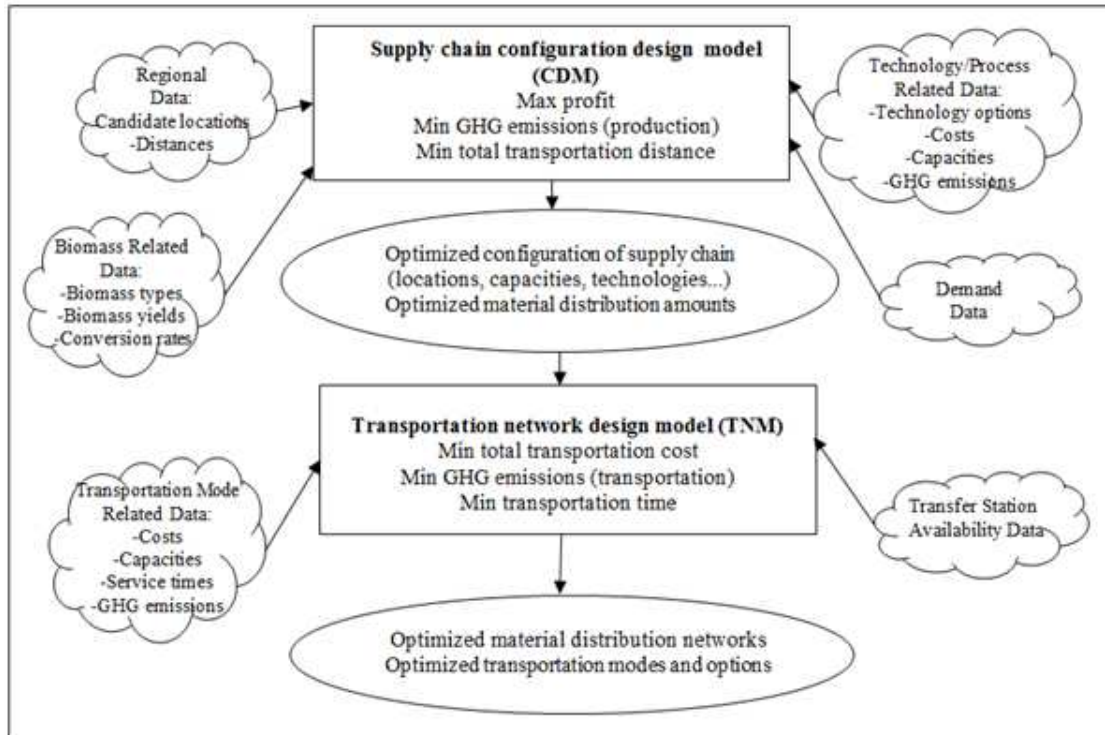 Supply chain configuration design model
(CDM)
Max profit
Min GHG emissions (production)
Min total transportation distance
Regional
Data:
-Candidate locations
-Distances
Technology/Process
Related Data:
-Technology options
-Costs
-Capacities
-GHG emissions
Biomass Related
Data:
-Biomass types
-Biomass yields
-Conversion rates
Optimized configuration of supply chain
(locations, capacities, technologies...)
Optimized material distribution amounts
Demand
Data
Transportation network design model (TNM)
Min total transportation cost
Min GHG emissions (transportation)
Min transportation time
Transportation Mode
Related Data:
-Costs
-Capacities
-Service times
-GHG emissions
Transfer Station
Availability Data
Optimized material distribution networks
Optimized transportation modes and options